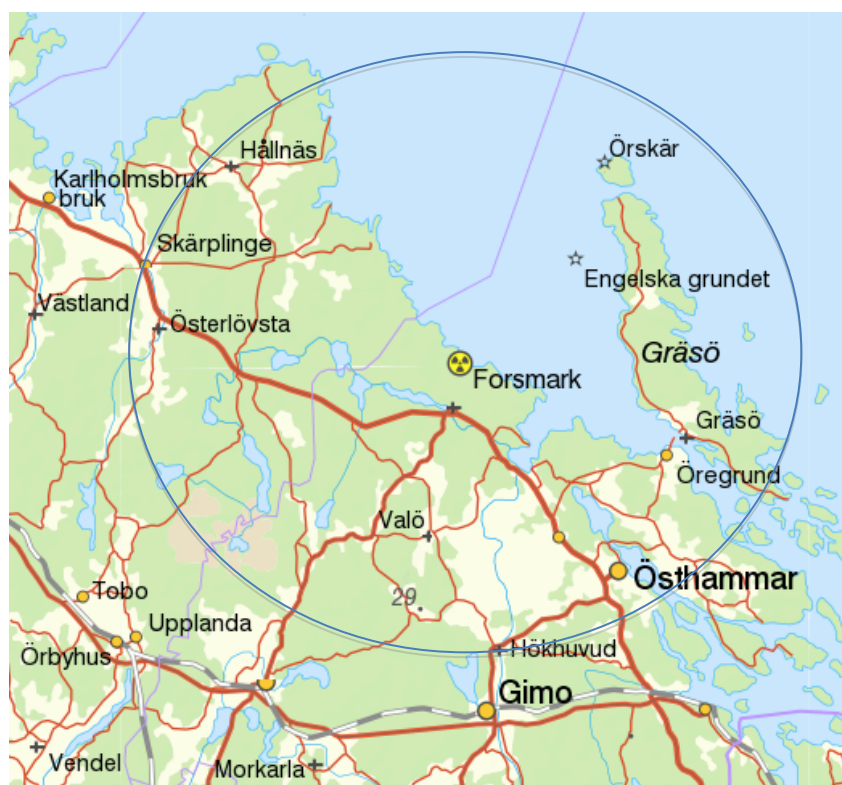 Örskär
Hållnäs
Karlholmsbruk
bruk
Skärplinge
Engelska grundet
Västland
Österlövsta
Gräsö
Forsmark
Gräsö
Öregrund
Valö
Östhammar
29.
Tobo
Upplanda
Örbyhus
Hökhuvud
Gimo
Vendel
Morkarla